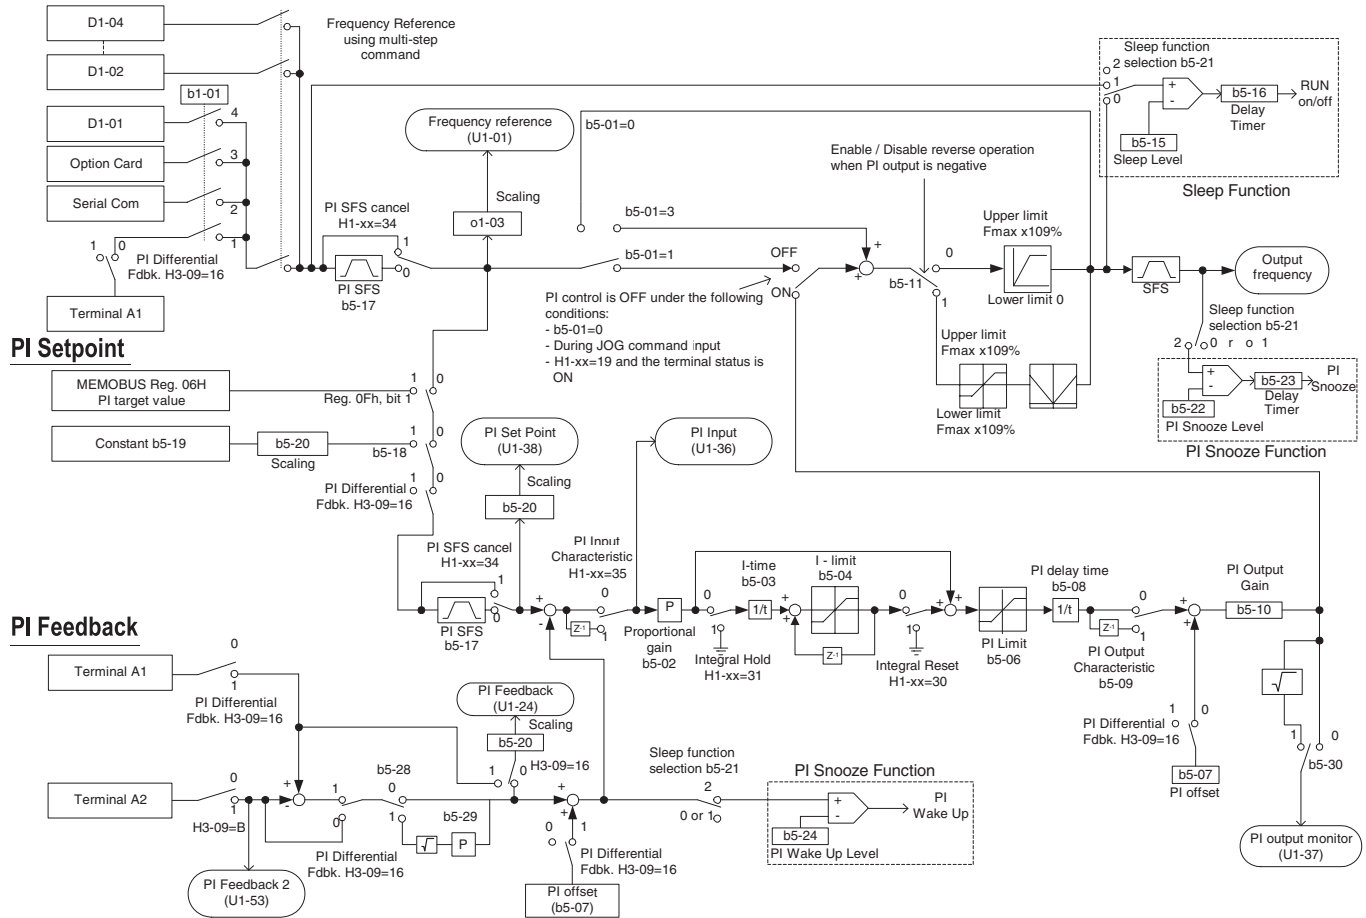 D1-04
D1-02
b1-01
D1-01
4
Option Card
3
Serial Com
2
1
1 0
PI Differential
Fdbk. H3-09=16
Terminal A1
Frequency Reference
using multi-step
command
Frequency reference
(U1-01)
Scaling
o1-03
PI SFS cancel
H1-xx=34
1
0
PI SFS
b5-17
b5-01=0
b5-01=3
b5-01=1
OFF
ON
PI control is OFF under the following
conditions:
- b5-01=0
- During JOG command input
- H1-xx=19 and the terminal status is
ON
Enable / Disable reverse operation
when PI output is negative
+
+
b5-11
0
1
Upper limit
Fmax x109%
Lower limit 0
Upper limit
Fmax x109%
Lower limit
Fmax x109%
Sleep function
selection b5-21
2
1
0
+
-
b5-16
Delay
Timer
RUN
on/off
b5-15
Sleep Level
Sleep Function
SFS
Output
frequency
Sleep function
selection b5-21
2 0 r o 1
+
-
b5-23
Delay
Timer
PI
Snooze
b5-22
PI Snooze Level
PI Snooze Function
PI Setpoint
MEMOBUS Reg. 06H
PI target value
1 0
Reg. 0Fh, bit 1
Constant b5-19
b5-20
Scaling
1 0
b5-18
PI Differential
Fdbk. H3-09=16
1 0
PI Set Point
(U1-38)
Scaling
b5-20
PI Input
(U1-36)
PI SFS cancel
H1-xx=34
1
0
PI SFS
b5-17
+
-
PI Input
Characteristic
H1-xx=35
0
1
Z-1
P
Proportional
gain
b5-02
0
1
Integral Hold
H1-xx=31
I-time
b5-03
1/t
+
+
I - limit
b5-04
Z-1
0
1
Integral Reset
H1-xx=30
+
+
PI Limit
b5-06
PI delay time
b5-08
1/t
Z-1
0
1
PI Output
Characteristic
b5-09
+
+
PI Output
Gain
b5-10
PI Differential
Fdbk. H3-09=16
1 0
b5-07
PI offset
√
1 0
b5-30
PI output monitor
(U1-37)
PI Feedback
Terminal A1
0
1
PI Differential
Fdbk. H3-09=16
Terminal A2
0
1
H3-09=B
PI Feedback 2
(U1-53)
+
-
1
0
PI Differential
Fdbk. H3-09=16
b5-28
0
1
b5-29
√
P
PI Feedback
(U1-24)
Scaling
b5-20
1 0
H3-09=16
+
+
0 1
PI Differential
Fdbk. H3-09=16
PI offset
(b5-07)
Sleep function
selection b5-21
2
0 or 1
PI Snooze Function
+
-
PI
Wake Up
b5-24
PI Wake Up Level